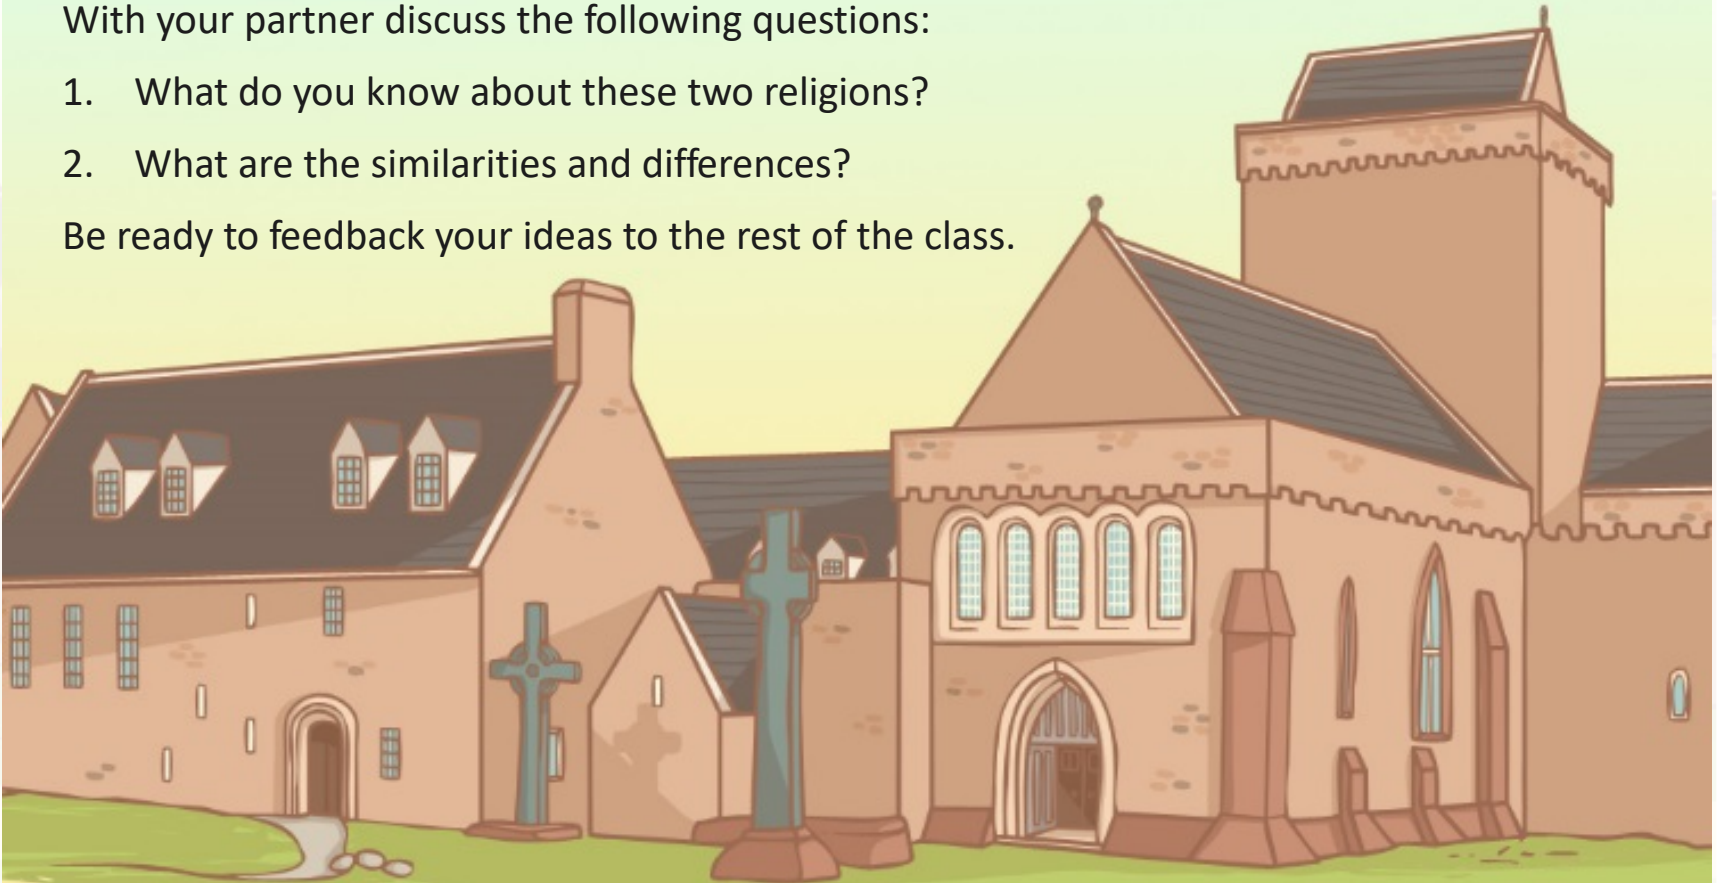 With your partner discuss the following questions:
1. What do you know about these two religions?
2. What are the similarities and differences?
Be ready to feedback your ideas to the rest of the class.